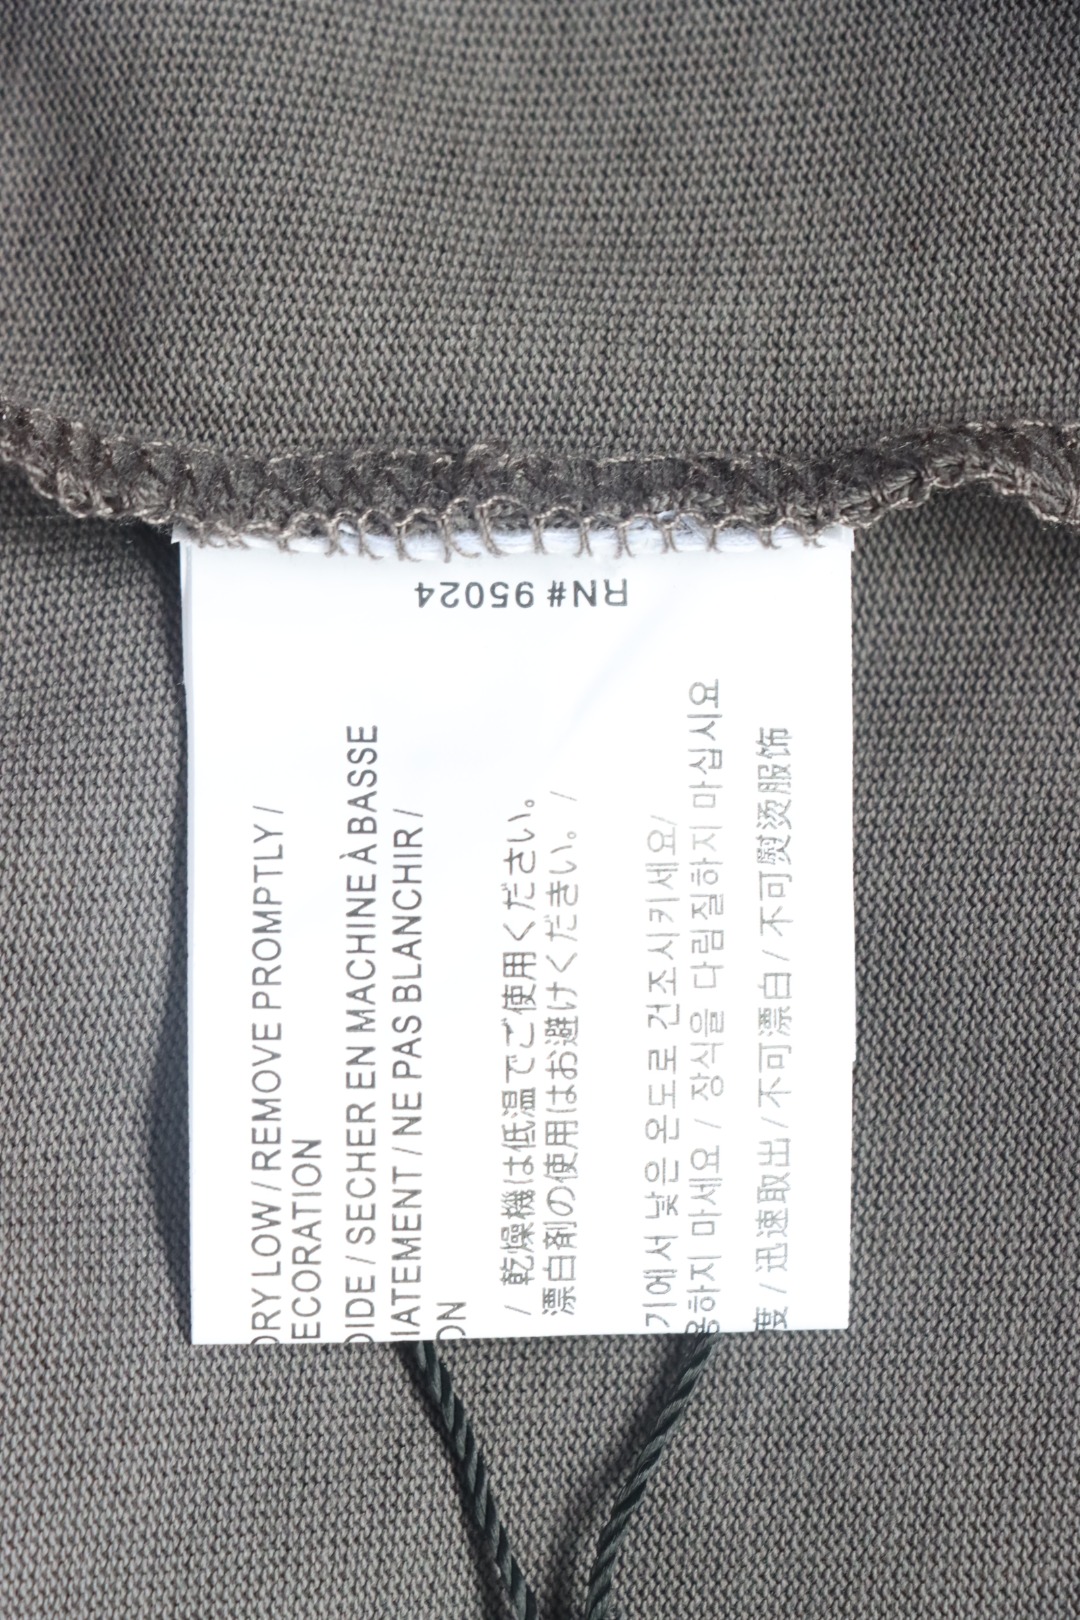 RN# 95024
DRY LOW / REMOVE PROMPTLY /
ECORATION
IDE / SECHER EN MACHINE À BASSE
IATEMENT / NE PAS BLANCHIR /
ON
/ 乾燥機は低温でご使用ください。
漂白剤の使用はお避けください。 /
기에서 낮은 온도로 건조시키세요/
용하지 마세요 / 장식을 다림질하지 마십시요
度 / 迅速取出 / 不可漂白 / 不可熨烫服饰